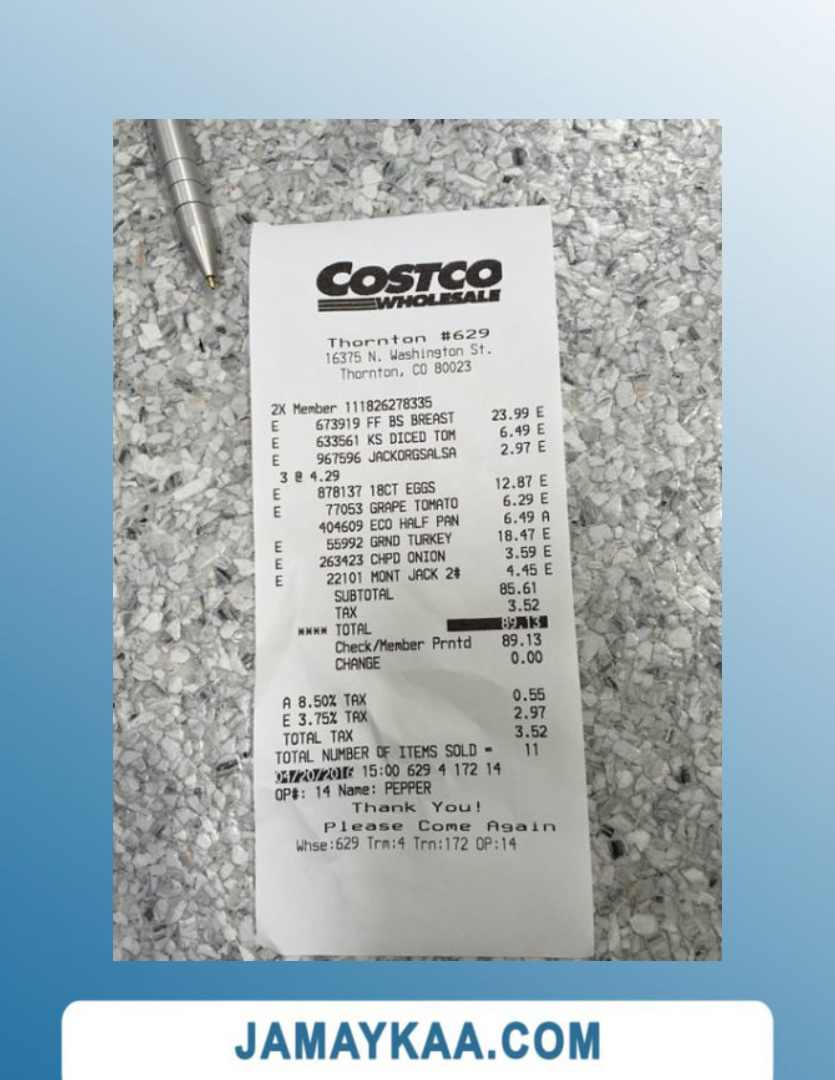 COSTCO
WHOLESALE
Thornton #629
16375 N. Washington St.
Thornton, CO 80023
2X Member 111826278335
E 673919 FF BS BREAST 23.99 E
E 633561 KS DICED TOM 6.49 E
E 967596 JACKORGSALSA 2.97 E
3 @ 4.29
E 878137 18CT EGGS 12.87 E
E 77053 GRAPE TOMATO 6.29 E
404609 ECO HALF PAN 6.49 A
E 55992 GRND TURKEY 18.47 E
E 263423 CHPD ONION 3.59 E
E 22101 MONT JACK 2# 4.45 E
SUBTOTAL 85.61
TAX 3.52
**** TOTAL 89.13
Check/Member Prntd 89.13
CHANGE 0.00
A 8.50% TAX 0.55
E 3.75% TAX 2.97
TOTAL TAX 3.52
TOTAL NUMBER OF ITEMS SOLD = 11
04/20/2016 15:00 629 4 172 14
OP#: 14 Name: PEPPER
Thank You!
Please Come Again
Whse:629 Trm:4 Trn:172 OP:14
JAMAYKAA.COM